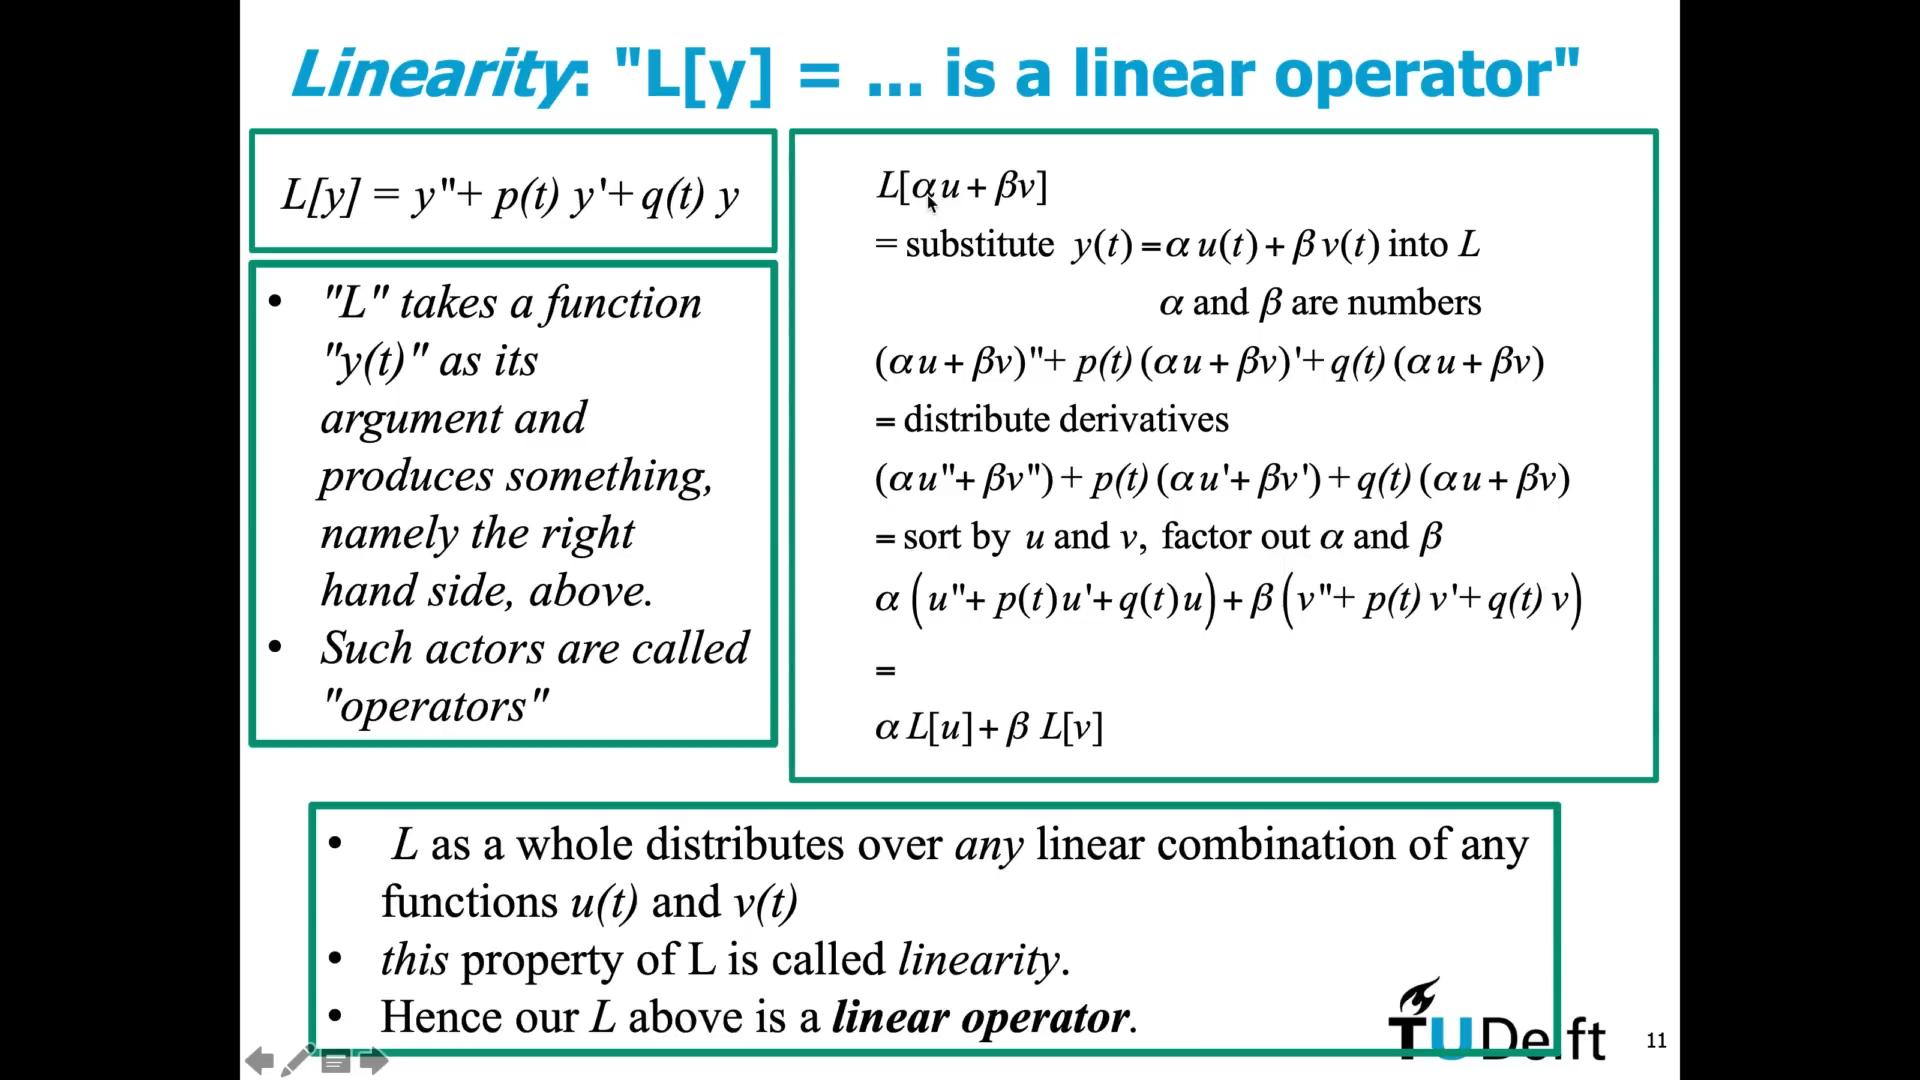 Linearity: "L[y] = ... is a linear operator"
L[y] = y''+ p(t) y'+q(t) y
• "L" takes a function
"y(t)" as its
argument and
produces something,
namely the right
hand side, above.
• Such actors are called
"operators"
L[αu+βv]
= substitute y(t)=α u(t)+β v(t) into L
α and β are numbers
(αu+βv)''+ p(t)(αu+βv)'+q(t)(αu+βv)
= distribute derivatives
(αu''+βv'')+ p(t)(αu'+βv')+q(t)(αu+βv)
= sort by u and v, factor out α and β
α(u''+ p(t)u'+q(t)u)+β(v''+ p(t)v'+q(t)v)
=
α L[u]+β L[v]
• L as a whole distributes over any linear combination of any
functions u(t) and v(t)
• this property of L is called linearity.
• Hence our L above is a linear operator.
TUDelft
11